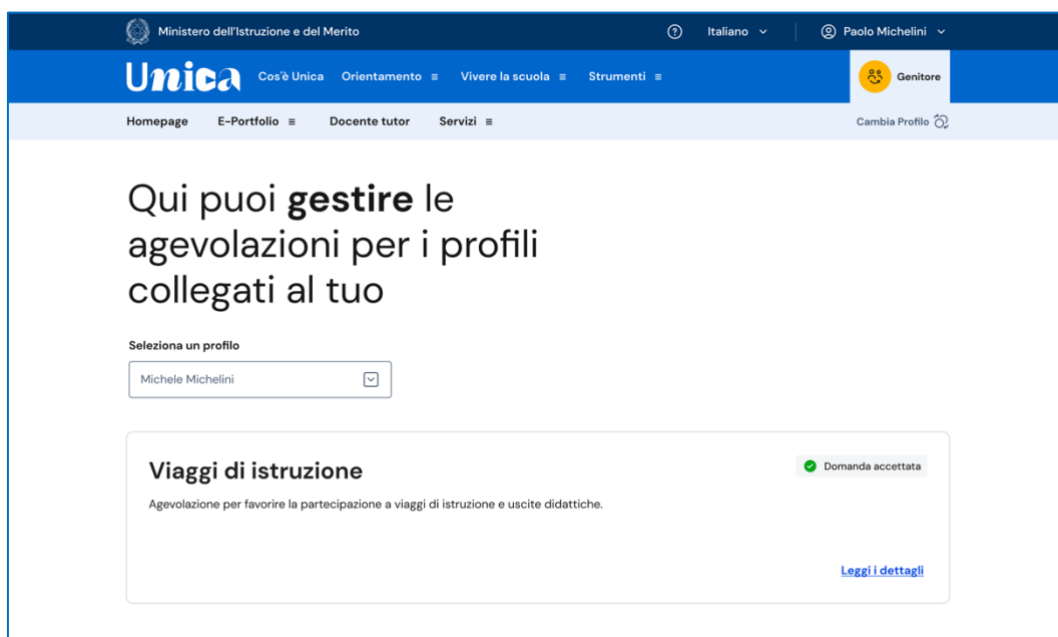 Ministero dell'Istruzione e del Merito
Italiano
Paolo Michelini
Unica
Cos'è Unica
Orientamento
Vivere la scuola
Strumenti
Genitore
Homepage
E-Portfolio
Docente tutor
Servizi
Cambia Profilo
Qui puoi gestire le
agevolazioni per i profili
collegati al tuo
Seleziona un profilo
Michele Michelini
Viaggi di istruzione
Domanda accettata
Agevolazione per favorire la partecipazione a viaggi di istruzione e uscite didattiche.
Leggi i dettagli